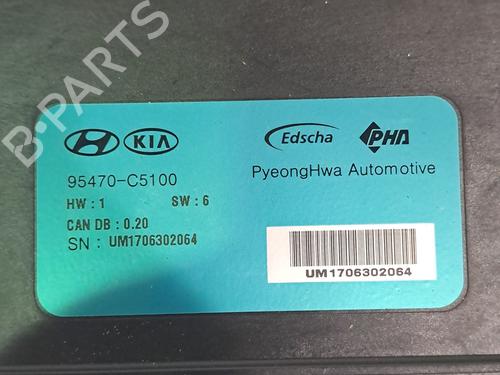 KIA
Edscha
PHA
95470-C5100
PyeongHwa Automotive
HW : 1 SW : 6
CAN DB : 0.20
SN : UM1706302064
UM1706302064
B-PARTS